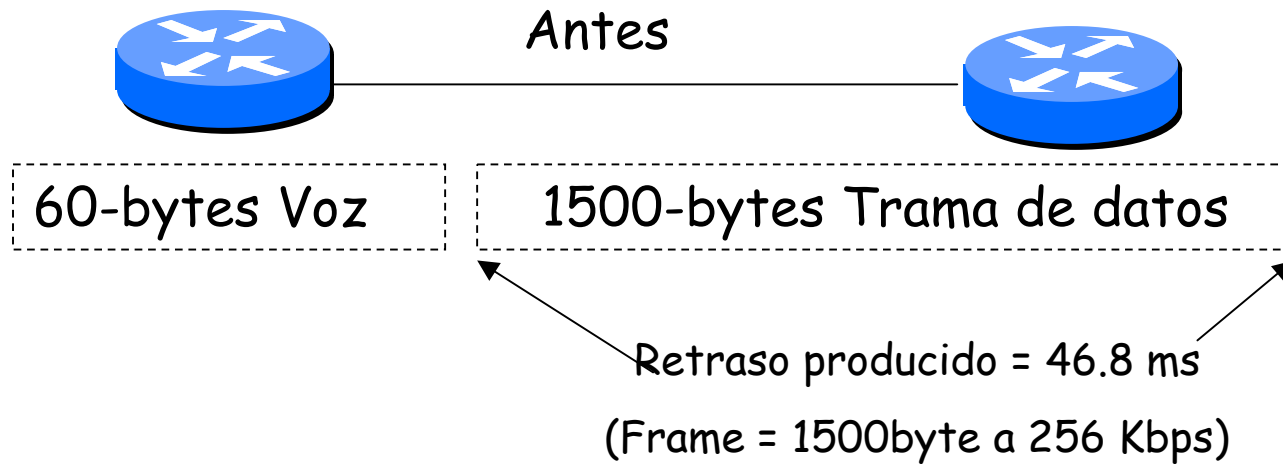 Antes
60-bytes Voz
1500-bytes Trama de datos
Retraso producido = 46.8 ms
(Frame = 1500byte a 256 Kbps)